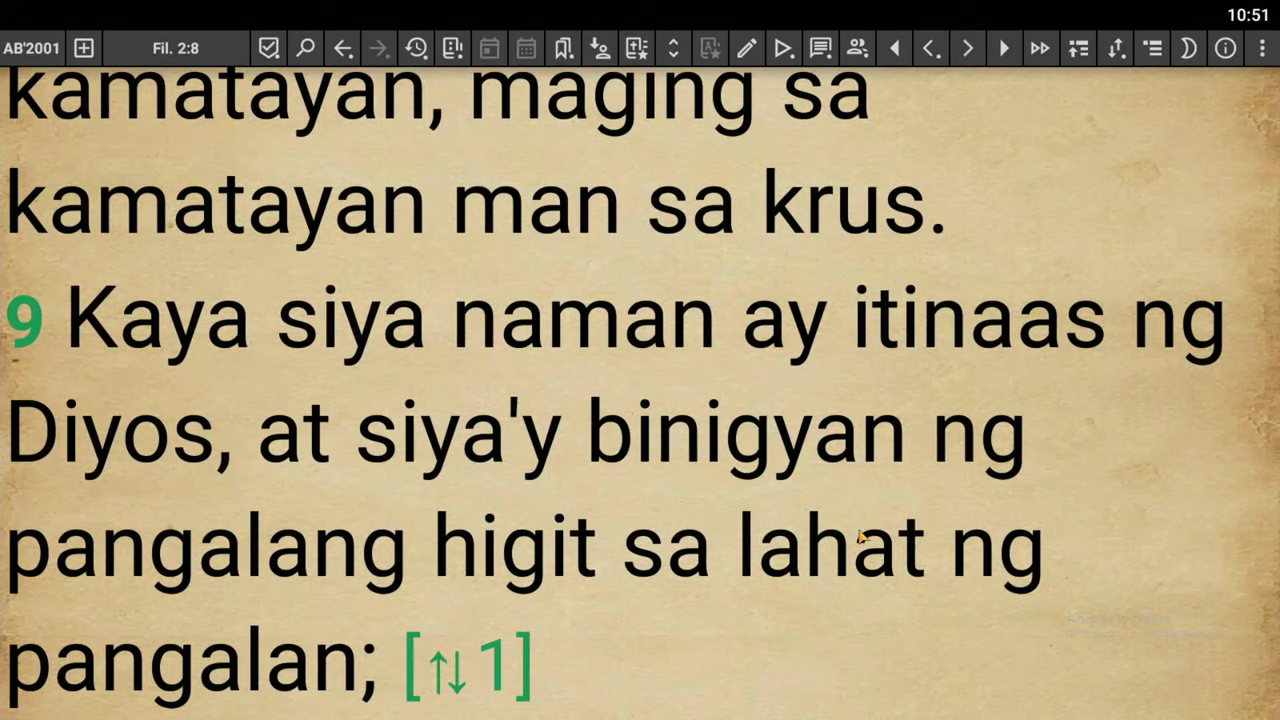 10:51
AB'2001 Fil. 2:8
kamatayan, maging sa
kamatayan man sa krus.
9 Kaya siya naman ay itinaas ng
Diyos, at siya'y binigyan ng
pangalang higit sa lahat ng
pangalan; [↑↓1]